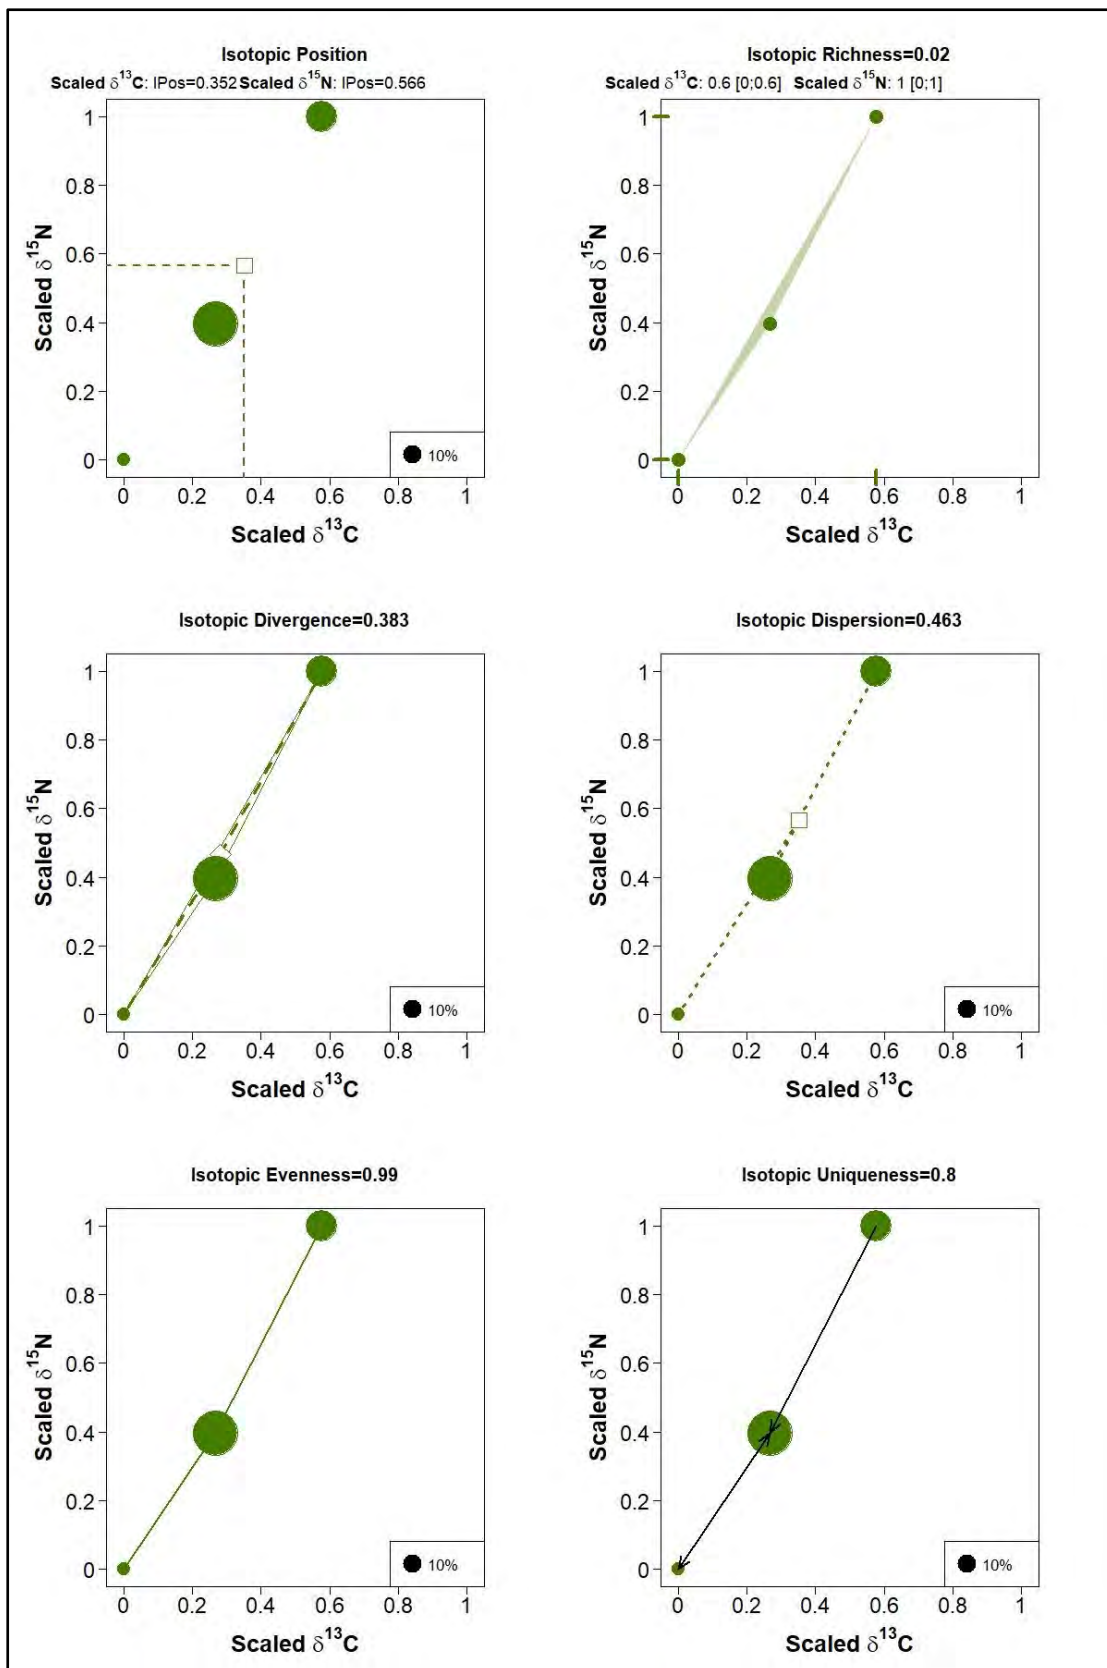 Isotopic Position
Scaled δ13C: IPos=0.352 Scaled δ15N: IPos=0.566
1
0.8
0.6
0.4
0.2
0
Scaled δ15N
10%
0 0.2 0.4 0.6 0.8 1
Scaled δ13C
Isotopic Richness=0.02
Scaled δ13C: 0.6 [0;0.6] Scaled δ15N: 1 [0;1]
1
0.8
0.6
0.4
0.2
0
Scaled δ15N
0 0.2 0.4 0.6 0.8 1
Scaled δ13C
Isotopic Divergence=0.383
1
0.8
0.6
0.4
0.2
0
Scaled δ15N
10%
0 0.2 0.4 0.6 0.8 1
Scaled δ13C
Isotopic Dispersion=0.463
1
0.8
0.6
0.4
0.2
0
Scaled δ15N
10%
0 0.2 0.4 0.6 0.8 1
Scaled δ13C
Isotopic Evenness=0.99
1
0.8
0.6
0.4
0.2
0
Scaled δ15N
10%
0 0.2 0.4 0.6 0.8 1
Scaled δ13C
Isotopic Uniqueness=0.8
1
0.8
0.6
0.4
0.2
0
Scaled δ15N
10%
0 0.2 0.4 0.6 0.8 1
Scaled δ13C